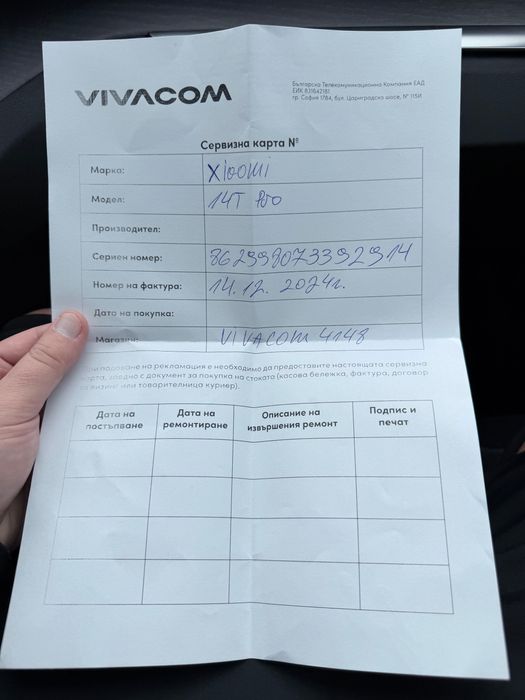 VIVACOM
Българска Телекомуникационна Компания ЕАД
ЕИК 831642181
гр. София 1784, бул. Цариградско шосе, № 115И
Сервизна карта №
Марка: Xiaomi
Модел: 14T Pro
Производител:
Сериен номер: 862998073392914
Номер на фактура: 14.12.2024г.
Дата на покупка:
Магазин: VIVACOM 4148
При подаване на рекламация е необходимо да предоставите настоящата сервизна
карта, заедно с документ за покупка на стоката (касова бележка, фактура, договор
за лизинг или товарителница куриер).
Дата на постъпване
Дата на ремонтиране
Описание на извършения ремонт
Подпис и печат